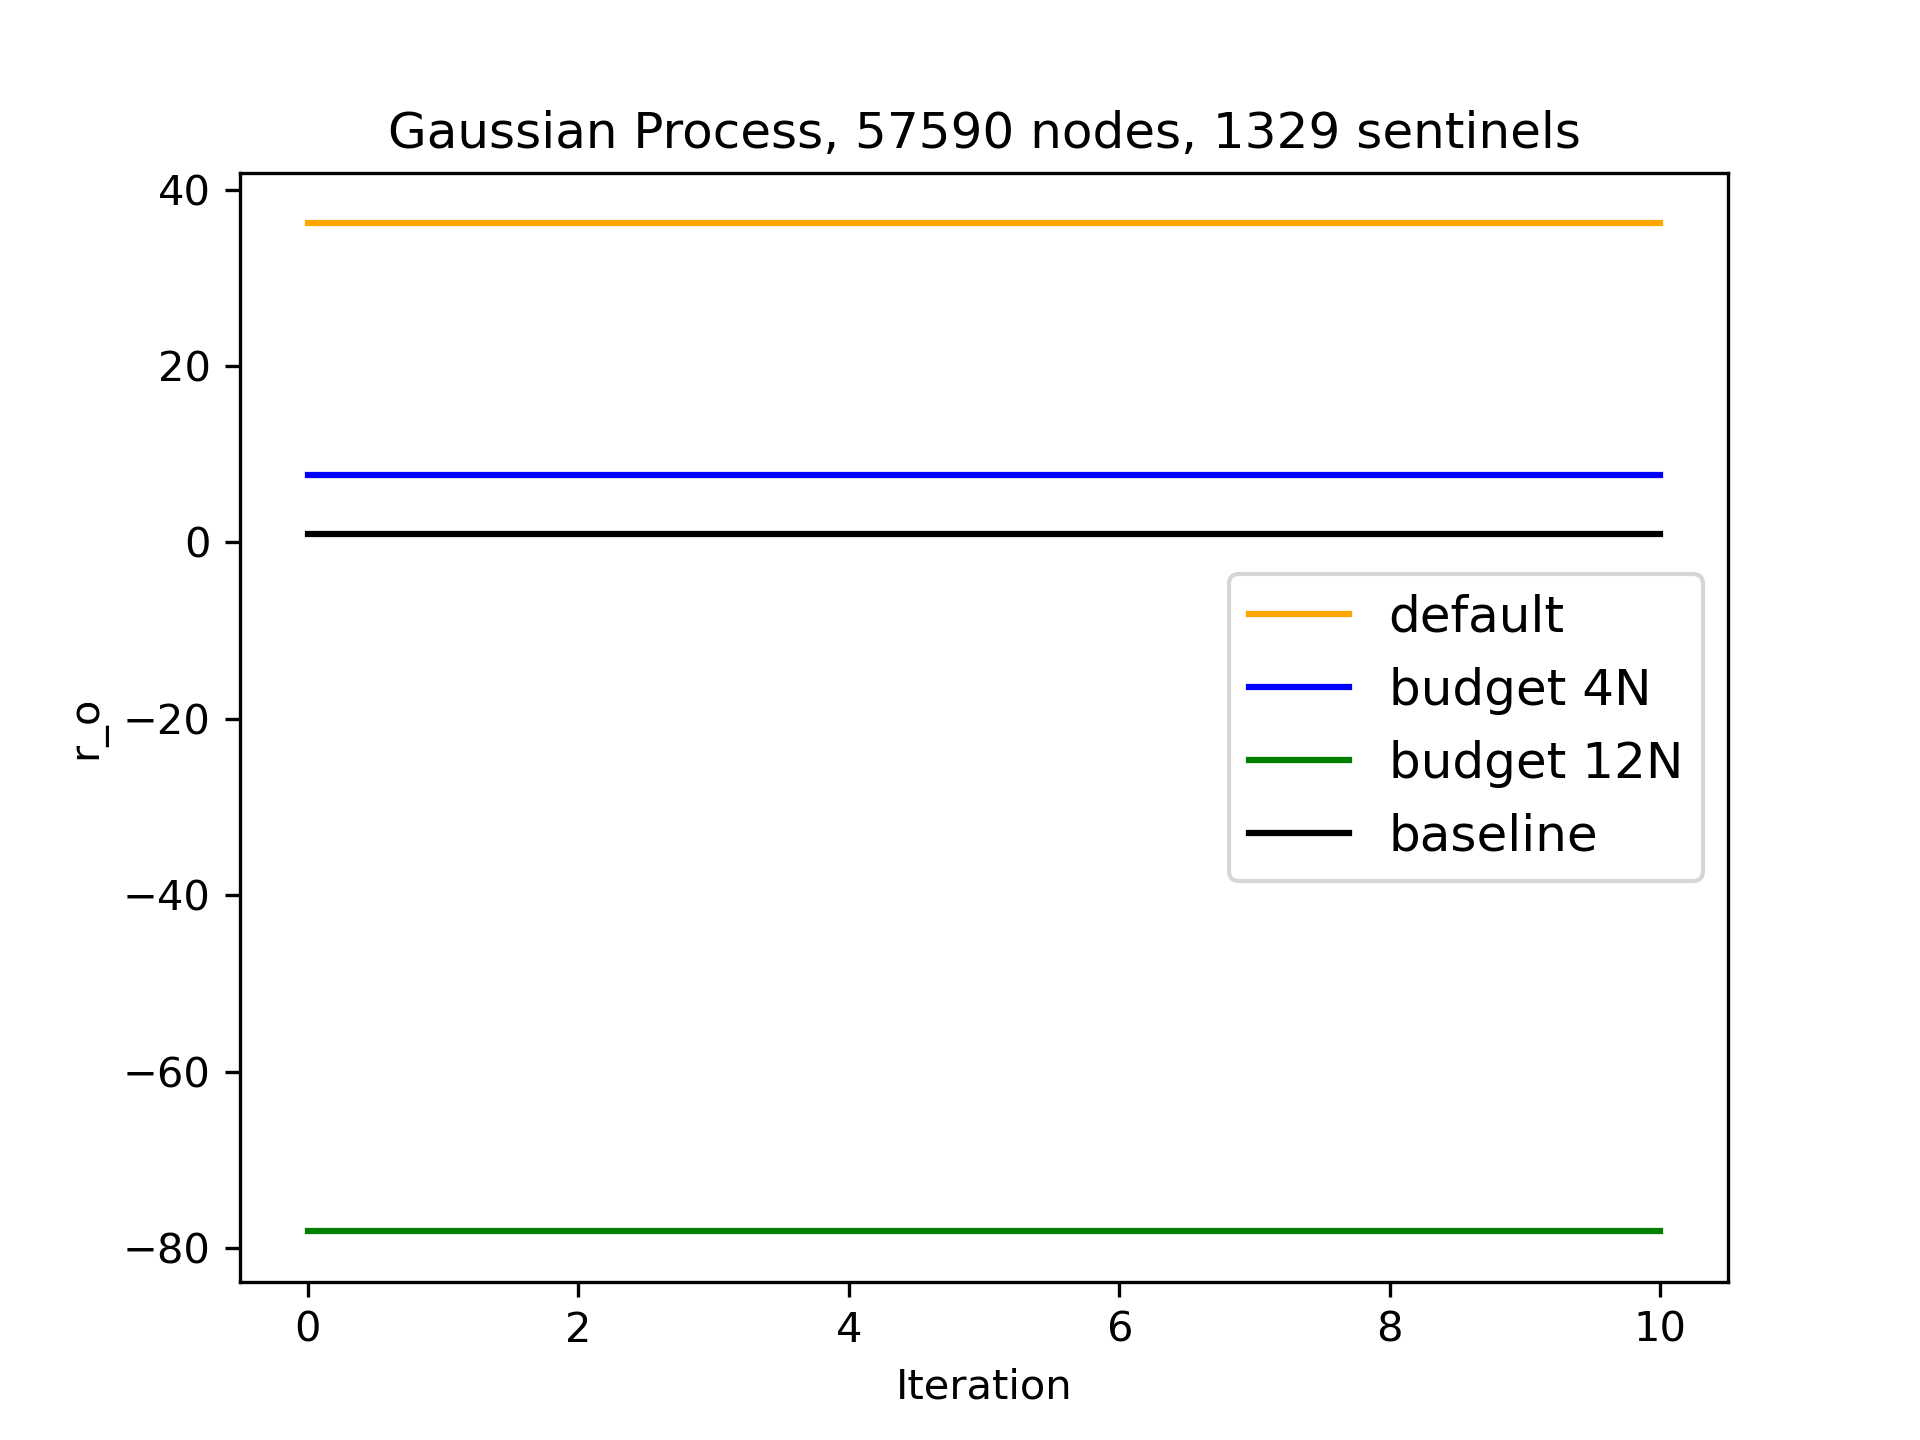 Gaussian Process, 57590 nodes, 1329 sentinels
40
20
0
−20
−40
−60
−80
r_o
default
budget 4N
budget 12N
baseline
0 2 4 6 8 10
Iteration